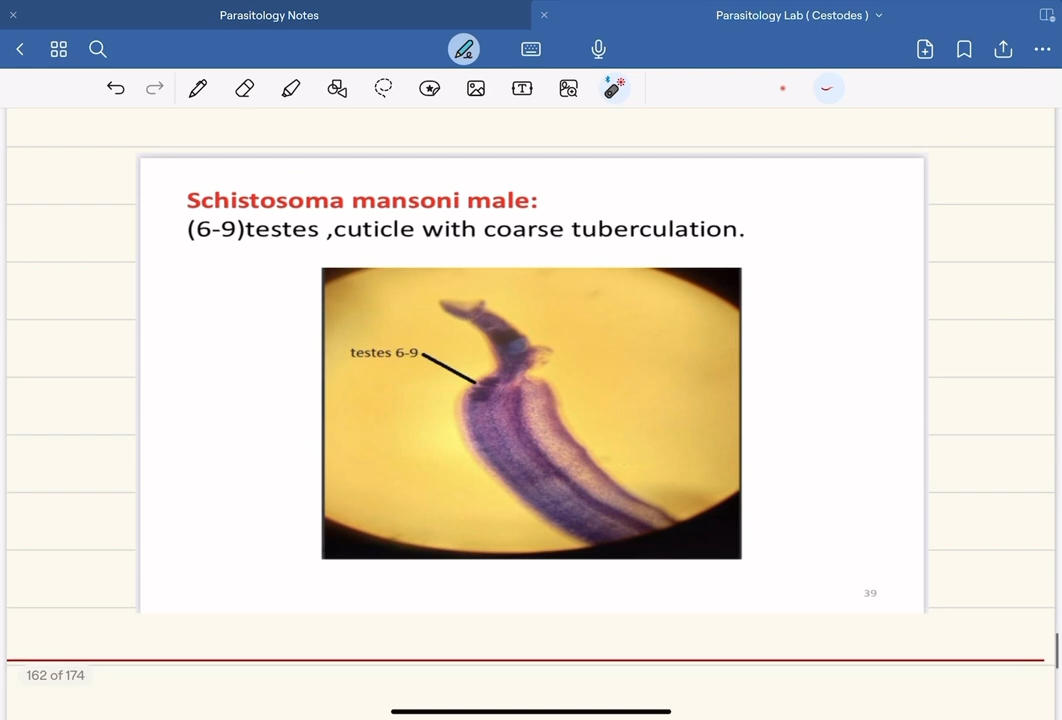 Parasitology Notes
Parasitology Lab ( Cestodes )
Schistosoma mansoni male:
(6-9)testes ,cuticle with coarse tuberculation.
testes 6-9
39
162 of 174